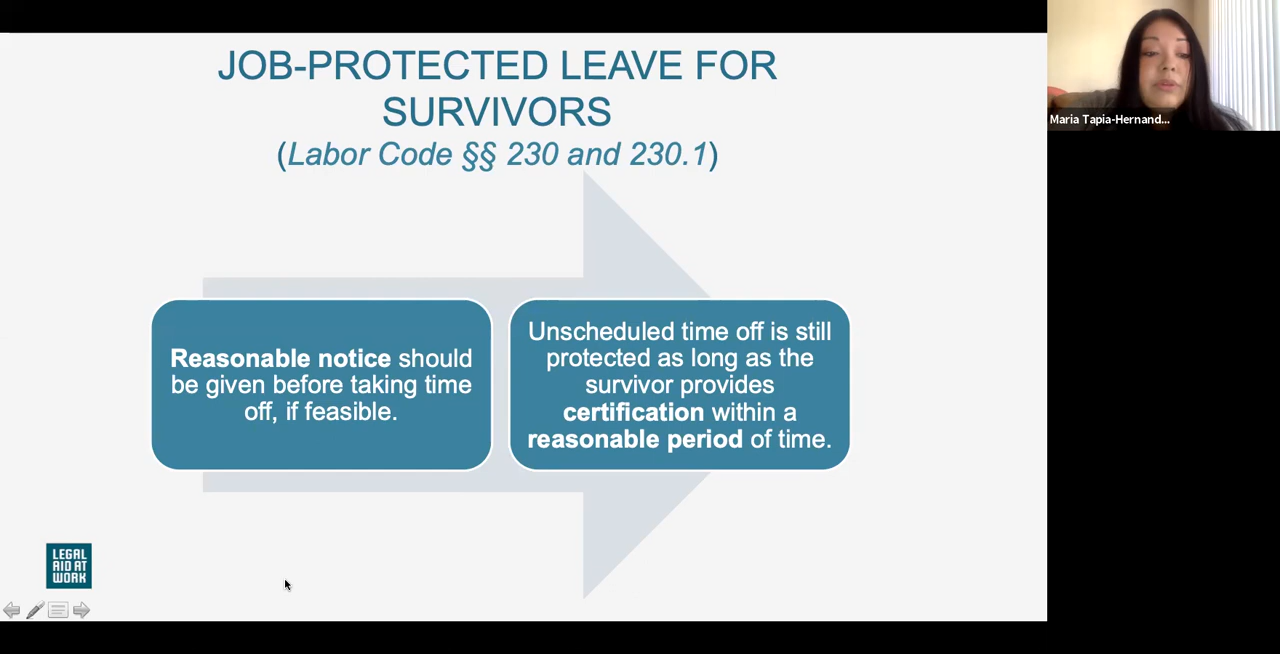 JOB-PROTECTED LEAVE FOR
SURVIVORS
(Labor Code §§ 230 and 230.1)
Reasonable notice should
be given before taking time
off, if feasible.
Unscheduled time off is still
protected as long as the
survivor provides
certification within a
reasonable period of time.
LEGAL
AID AT
WORK
Maria Tapia-Hernand...